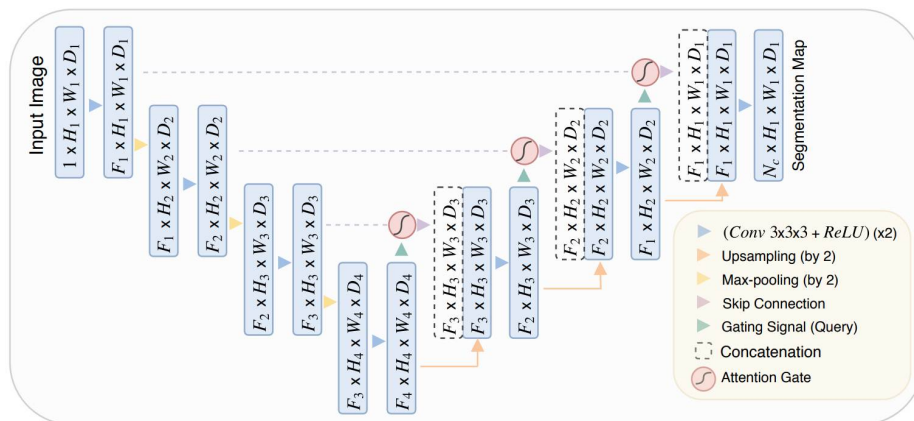 Input Image
1 x H₁ x W₁ x D₁
F₁ x H₁ x W₁ x D₁
F₁ x H₂ x W₂ x D₂
F₂ x H₂ x W₂ x D₂
F₂ x H₃ x W₃ x D₃
F₃ x H₃ x W₃ x D₃
F₃ x H₄ x W₄ x D₄
F₄ x H₄ x W₄ x D₄
F₃ x H₃ x W₃ x D₃
F₃ x H₃ x W₃ x D₃
F₂ x H₃ x W₃ x D₃
F₂ x H₂ x W₂ x D₂
F₂ x H₂ x W₂ x D₂
F₁ x H₂ x W₂ x D₂
F₁ x H₁ x W₁ x D₁
F₁ x H₁ x W₁ x D₁
N_c x H₁ x W₁ x D₁
Segmentation Map
(Conv 3x3x3 + ReLU) (x2)
Upsampling (by 2)
Max-pooling (by 2)
Skip Connection
Gating Signal (Query)
Concatenation
Attention Gate